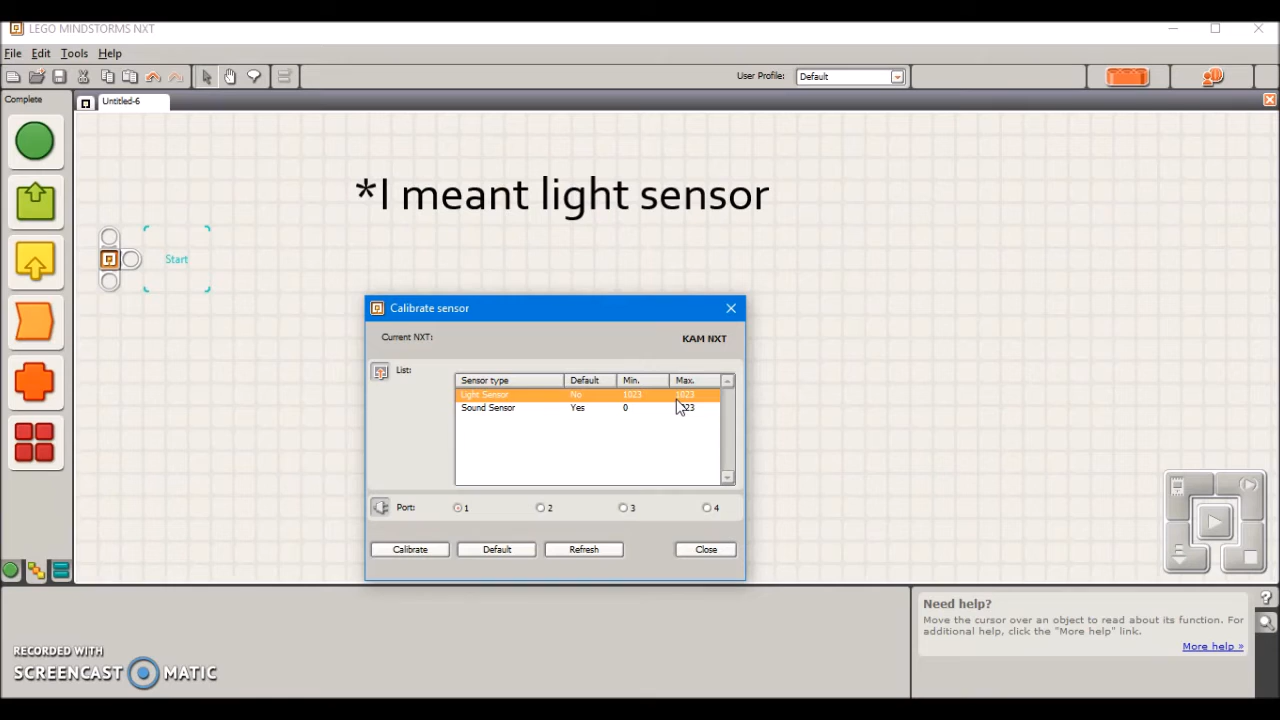 LEGO MINDSTORMS NXT
File Edit Tools Help
User Profile: Default
Complete
Untitled-6
*I meant light sensor
Start
Calibrate sensor
Current NXT: KAM NXT
List:
Sensor type Default Min. Max.
Light Sensor No 1023 1023
Sound Sensor Yes 0
Port: 1 2 3 4
Calibrate Default Refresh Close
Need help?
Move the cursor over an object to read about its function. For
additional help, click the "More help" link.
More help »
RECORDED WITH
SCREENCAST MATIC